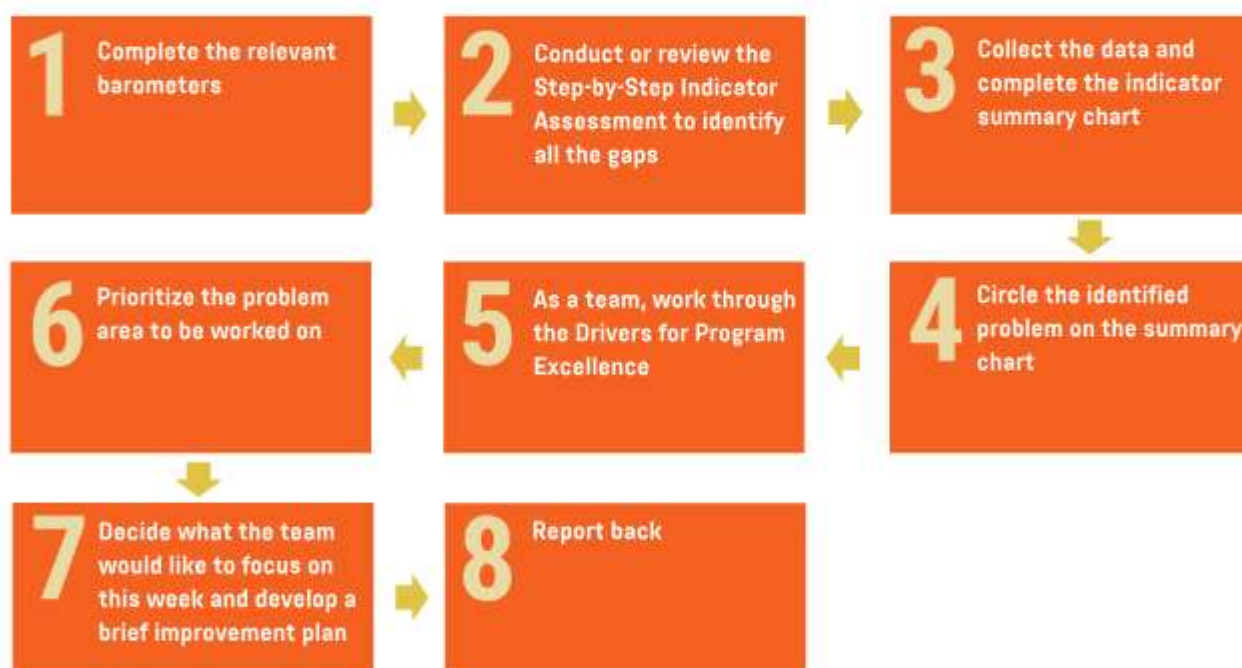 1
Complete the relevant
barometers
2
Conduct or review the
Step-by-Step Indicator
Assessment to identify
all the gaps
3
Collect the data and
complete the indicator
summary chart
4
Circle the identified
problem on the summary
chart
5
As a team, work through
the Drivers for Program
Excellence
6
Prioritize the problem
area to be worked on
7
Decide what the team
would like to focus on
this week and develop a
brief improvement plan
8
Report back